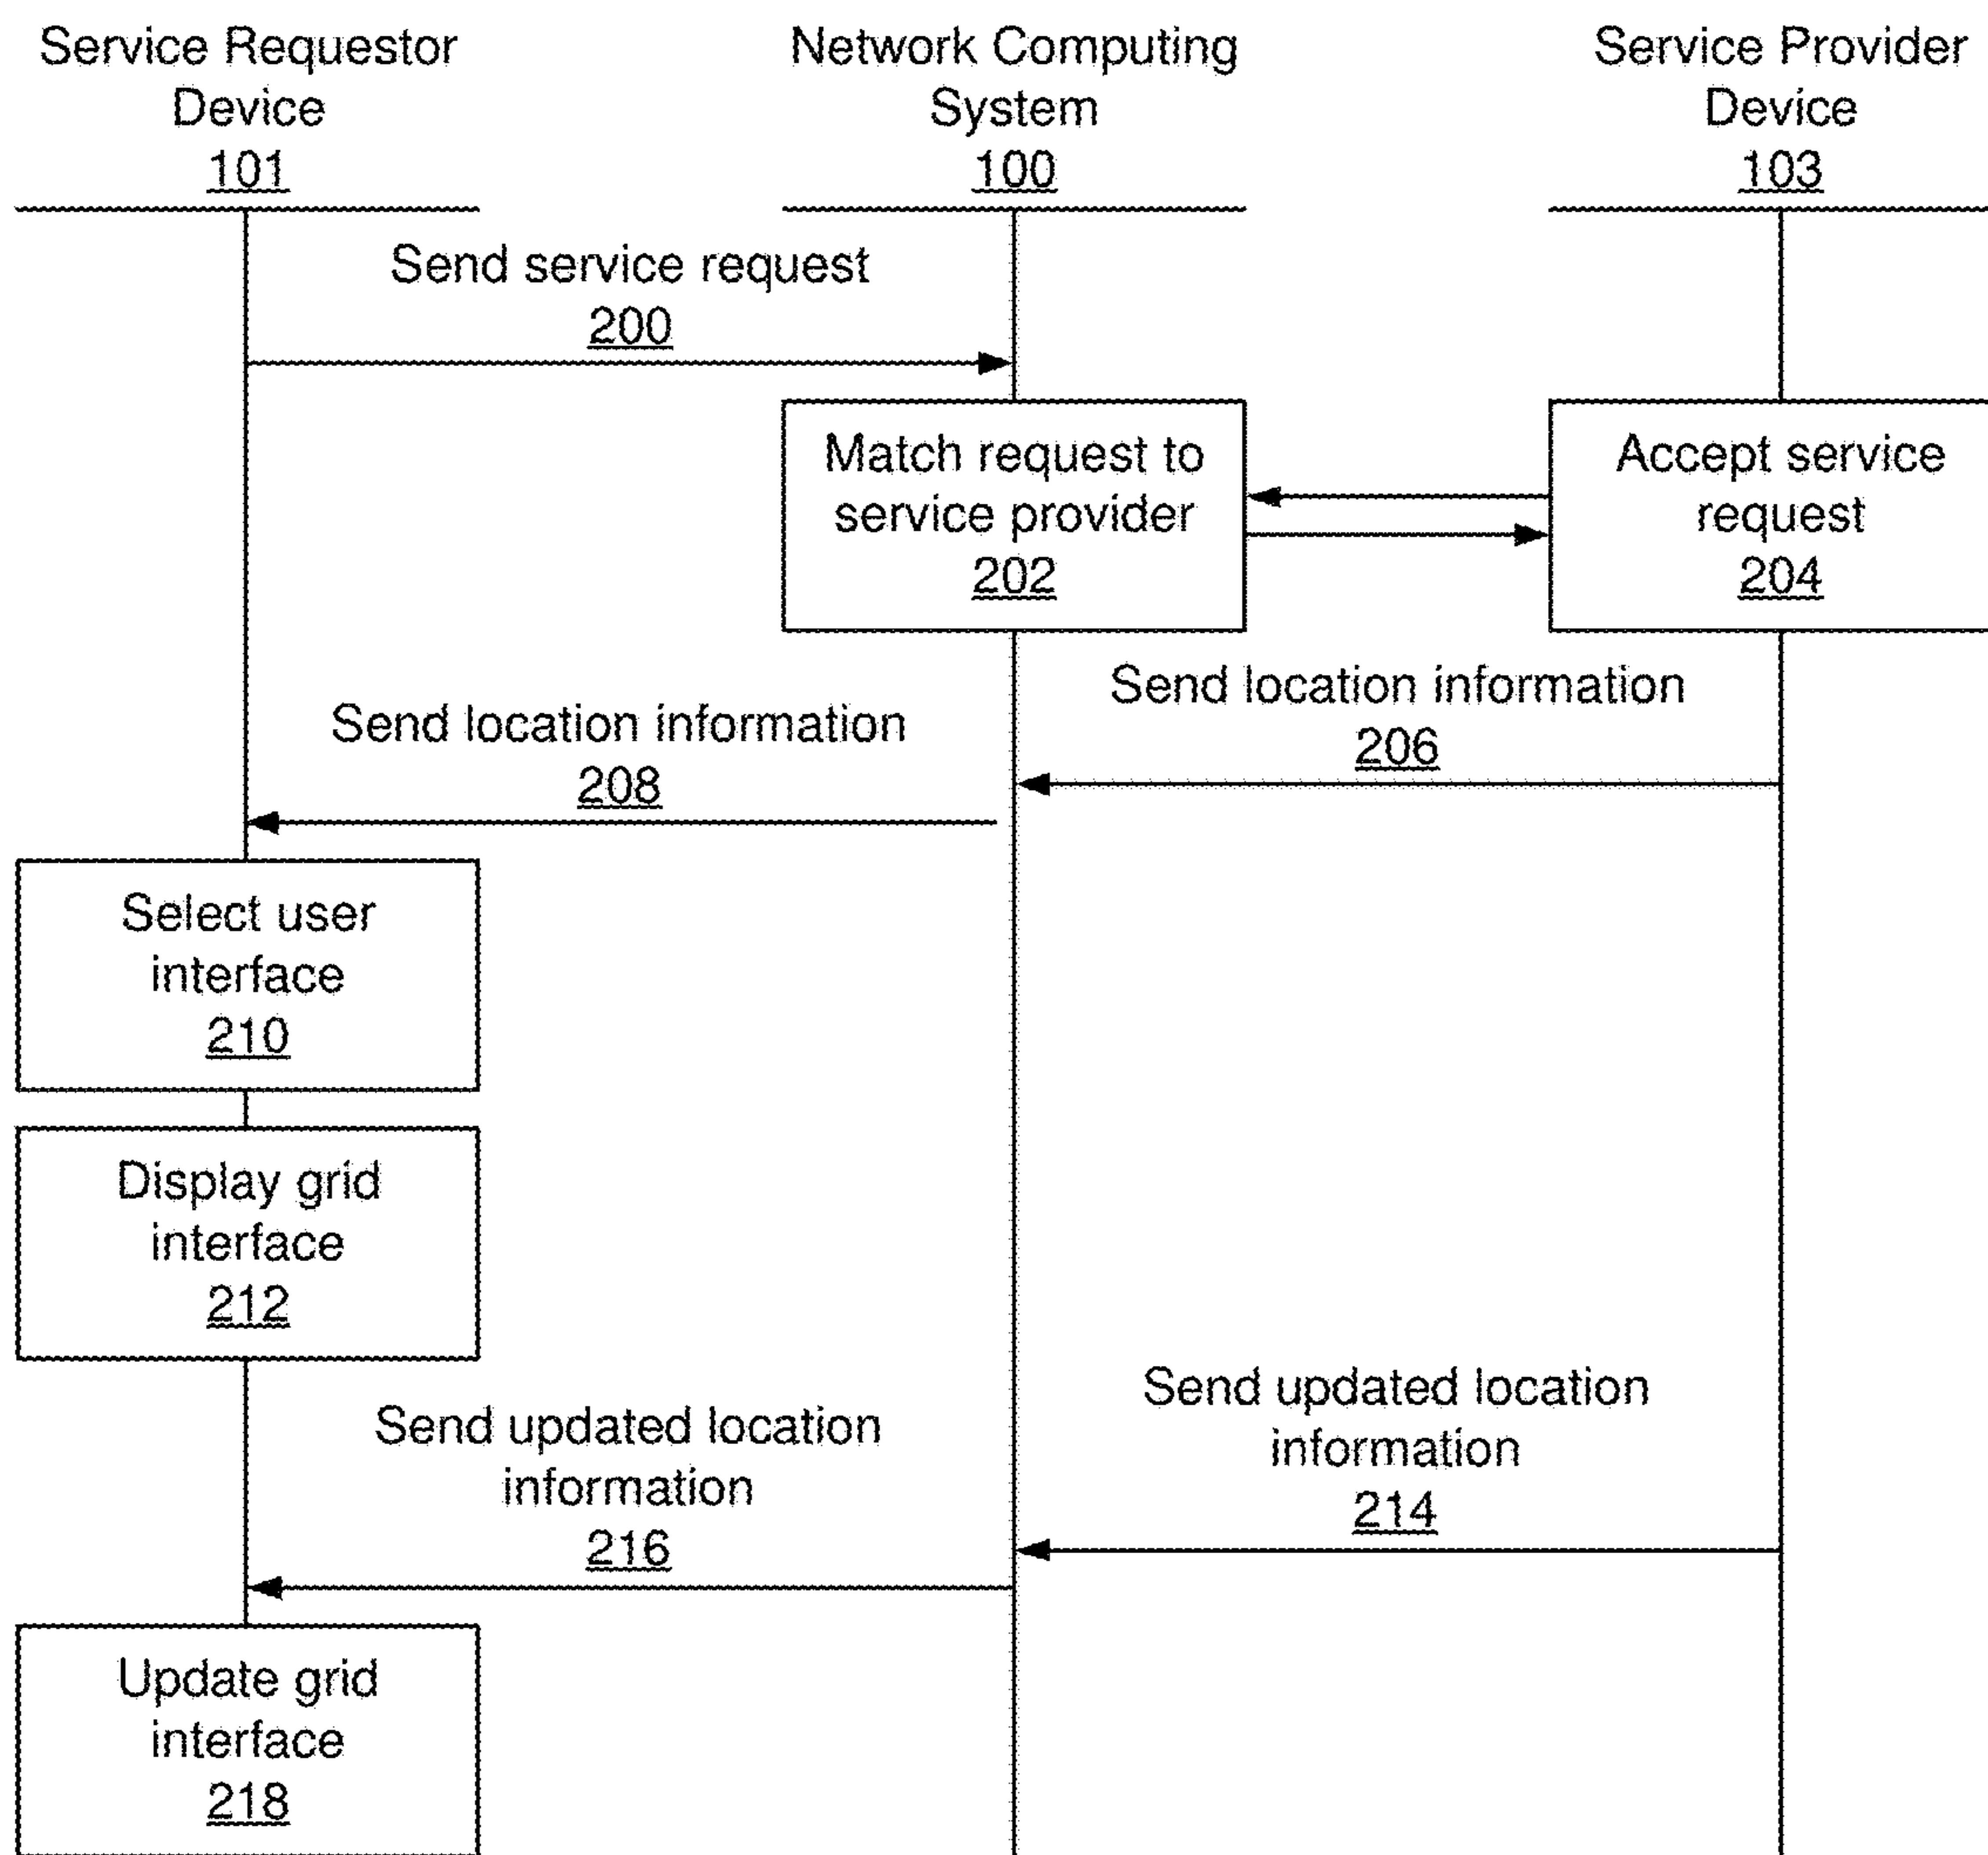 Service Requestor
Device
101
Network Computing
System
100
Service Provider
Device
103
Send service request
200
Match request to
service provider
202
Accept service
request
204
Send location information
206
Send location information
208
Select user
interface
210
Display grid
interface
212
Send updated location
information
214
Send updated location
information
216
Update grid
interface
218